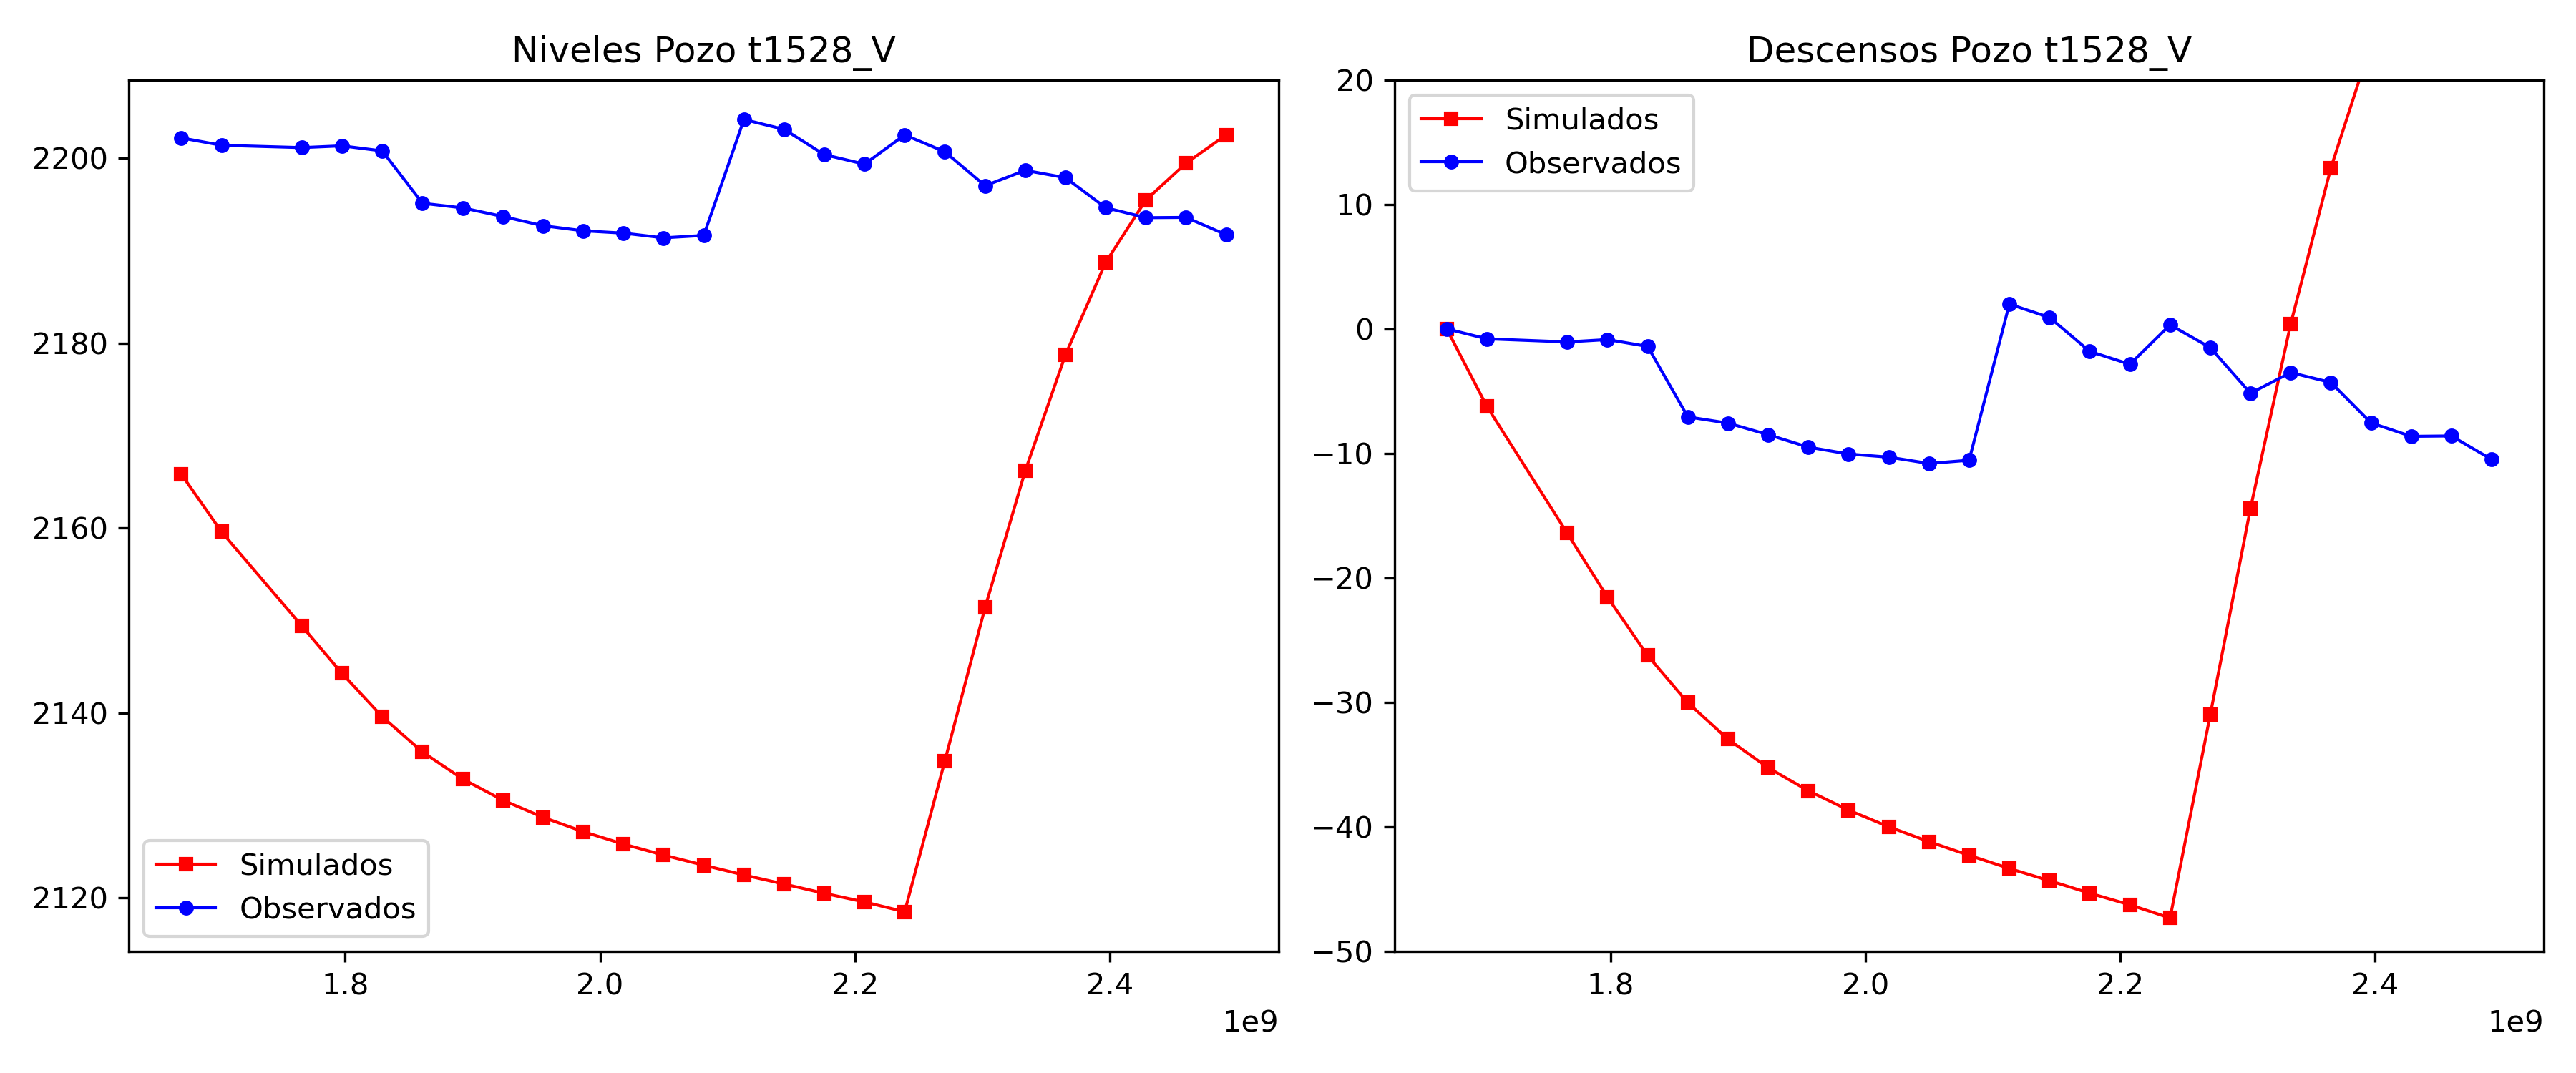 Niveles Pozo t1528_V
2200
2180
2160
2140
2120
Simulados
Observados
1.8 2.0 2.2 2.4
1e9
Descensos Pozo t1528_V
20
10
0
−10
−20
−30
−40
−50
Simulados
Observados
1.8 2.0 2.2 2.4
1e9